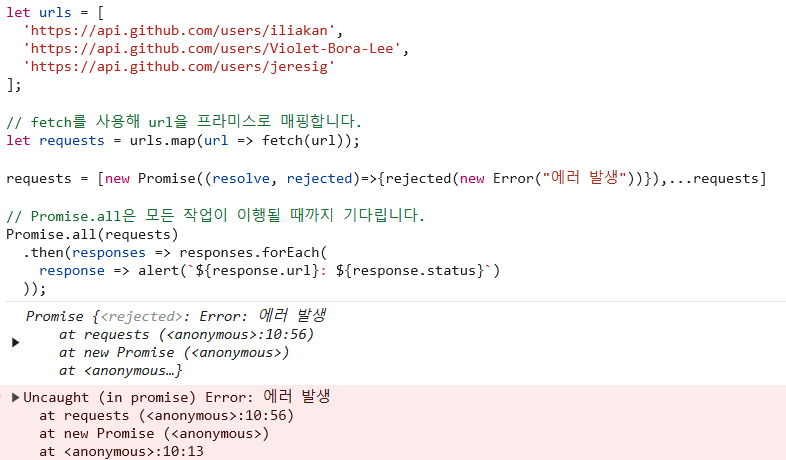 let urls = [
  'https://api.github.com/users/iliakan',
  'https://api.github.com/users/Violet-Bora-Lee',
  'https://api.github.com/users/jeresig'
];
// fetch를 사용해 url을 프라미스로 매핑합니다.
let requests = urls.map(url => fetch(url));
requests = [new Promise((resolve, rejected)=>{rejected(new Error("에러 발생"))}),...requests]
// Promise.all은 모든 작업이 이행될 때까지 기다립니다.
Promise.all(requests)
  .then(responses => responses.forEach(
    response => alert(`${response.url}: ${response.status}`)
  ));
Promise {<rejected>: Error: 에러 발생
    at requests (<anonymous>:10:56)
    at new Promise (<anonymous>)
    at <anonymous…}
Uncaught (in promise) Error: 에러 발생
    at requests (<anonymous>:10:56)
    at new Promise (<anonymous>)
    at <anonymous>:10:13